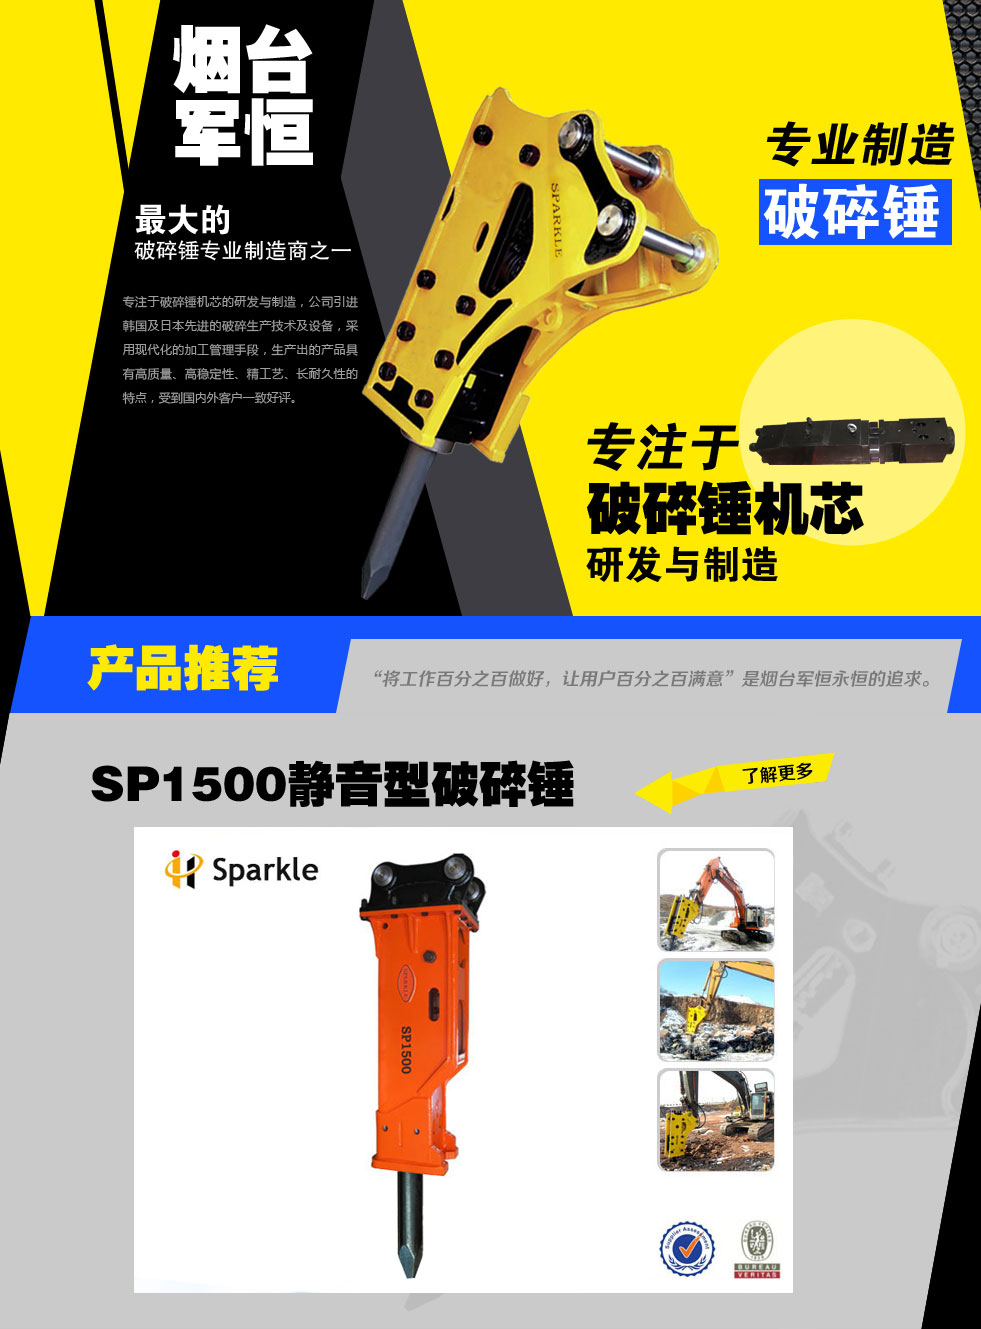 烟台
军恒
最大的
破碎锤专业制造商之一
专注于破碎锤机芯的研发与制造，公司引进
韩国及日本先进的破碎生产技术及设备，采
用现代化的加工管理手段，生产出的产品具
有高质量、高稳定性、精工艺、长耐久性的
特点，受到国内外客户一致好评。
SPARKLE
专业制造
破碎锤
专注于
破碎锤机芯
研发与制造
产品推荐
“将工作百分之百做好，让用户百分之百满意”是烟台军恒永恒的追求。
SP1500静音型破碎锤
了解更多
Sparkle
SPARKLE
SP1500
Supplier Assessment
BUREAU VERITAS
1828
BUREAU
VERITAS